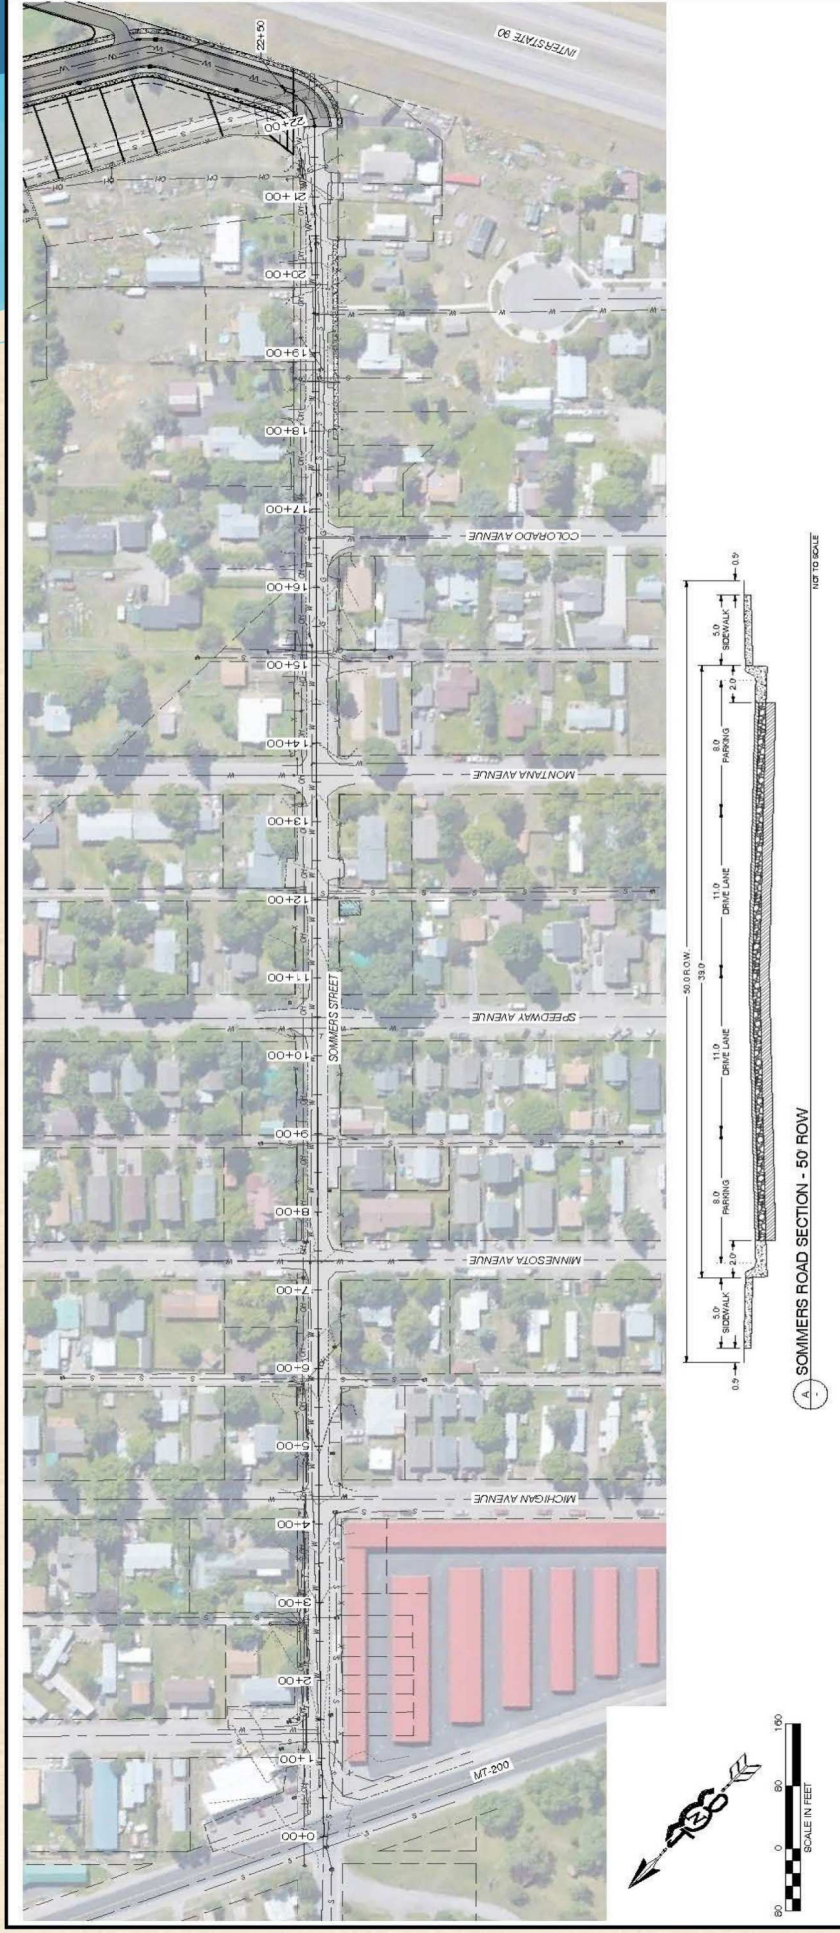 INTERSTATE 90
22+50
22+00
21+00
20+00
19+00
18+00
17+00
COLORADO AVENUE
16+00
15+00
14+00
MONTANA AVENUE
13+00
12+00
11+00
SOMMERS STREET
SPEEDWAY AVENUE
10+00
9+00
8+00
MINNESOTA AVENUE
7+00
6+00
5+00
MICHIGAN AVENUE
4+00
3+00
2+00
1+00
MT-200
0+00
50.0 R.O.W.
39.0'
0.5'
5.0'
SIDEWALK
2.0'
8.0'
PARKING
11.0'
DRIVE LANE
11.0'
DRIVE LANE
8.0'
PARKING
2.0'
5.0'
SIDEWALK
0.5'
A
-
SOMMERS ROAD SECTION - 50' ROW
NOT TO SCALE
N
80 0 80 160
SCALE IN FEET